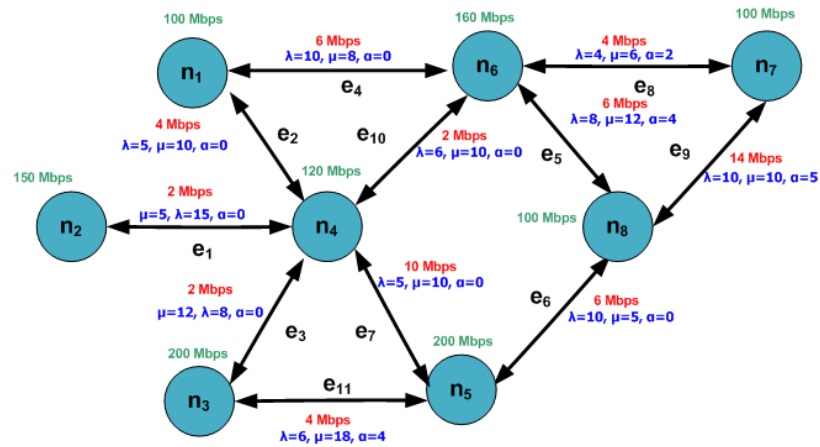 100 Mbps
n1
6 Mbps
λ=10, μ=8, α=0
e4
160 Mbps
n6
4 Mbps
λ=4, μ=6, α=2
e8
100 Mbps
n7
4 Mbps
λ=5, μ=10, α=0
e2
e10
2 Mbps
λ=6, μ=10, α=0
6 Mbps
λ=8, μ=12, α=4
e5
e9
14 Mbps
λ=10, μ=10, α=5
150 Mbps
n2
2 Mbps
μ=5, λ=15, α=0
e1
120 Mbps
n4
100 Mbps
n8
2 Mbps
μ=12, λ=8, α=0
e3
10 Mbps
λ=5, μ=10, α=0
e7
e6
6 Mbps
λ=10, μ=5, α=0
200 Mbps
n3
e11
4 Mbps
λ=6, μ=18, α=4
200 Mbps
n5